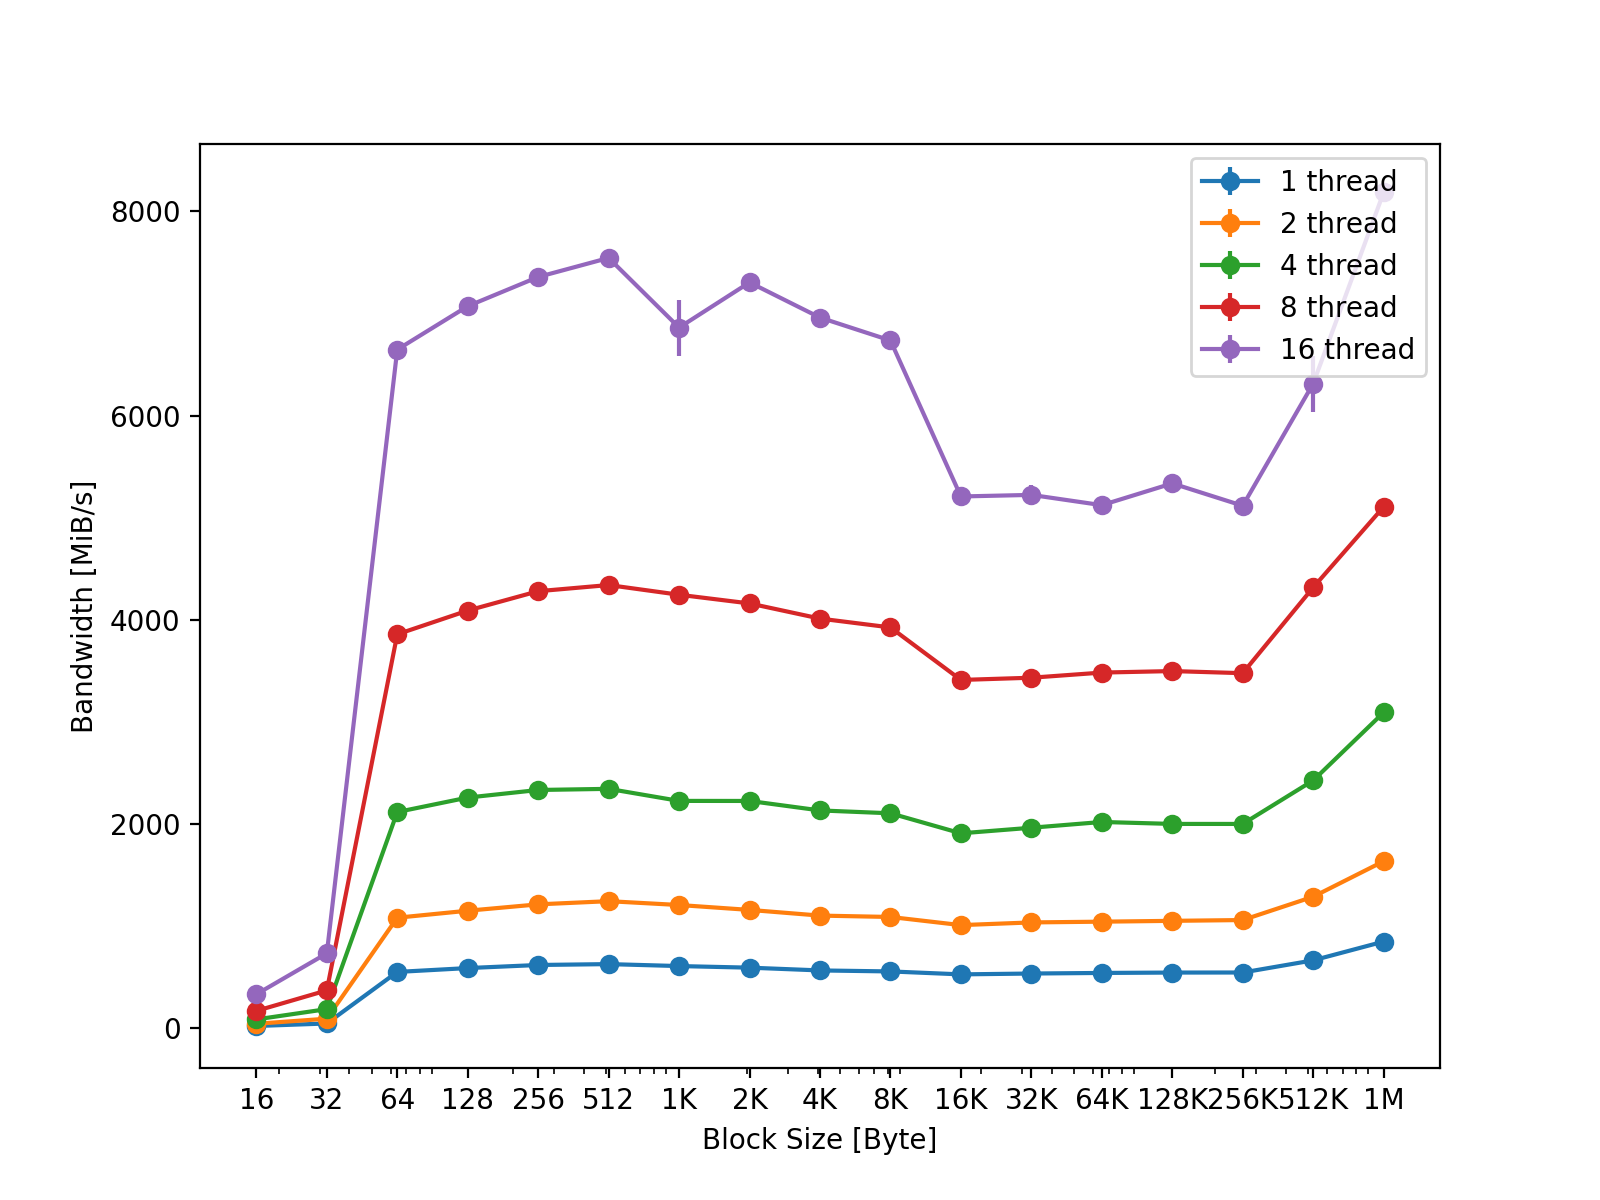 8000
6000
4000
2000
0
Bandwidth [MiB/s]
1 thread
2 thread
4 thread
8 thread
16 thread
16 32 64 128 256 512 1K 2K 4K 8K 16K 32K 64K 128K 256K 512K 1M
Block Size [Byte]